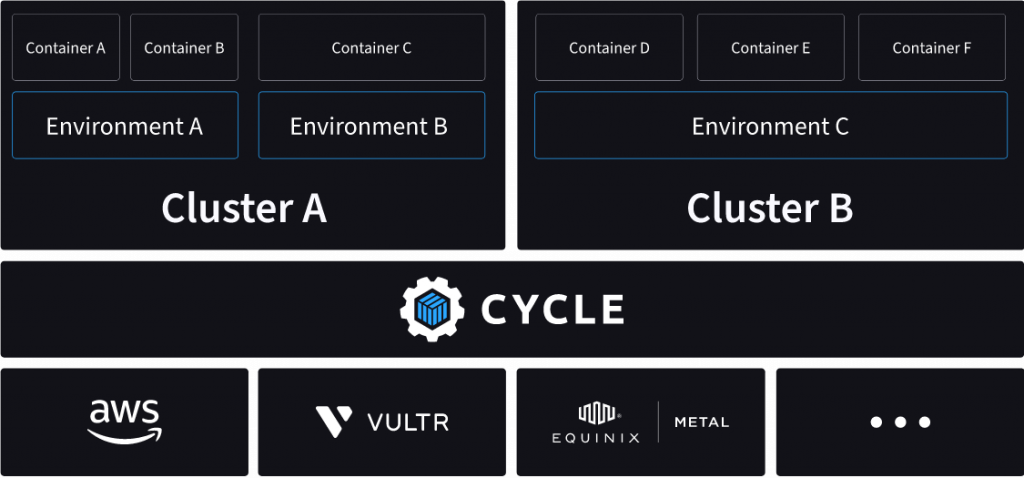 Container A
Container B
Container C
Container D
Container E
Container F
Environment A
Environment B
Environment C
Cluster A
Cluster B
CYCLE
aws
VULTR
EQUINIX
METAL